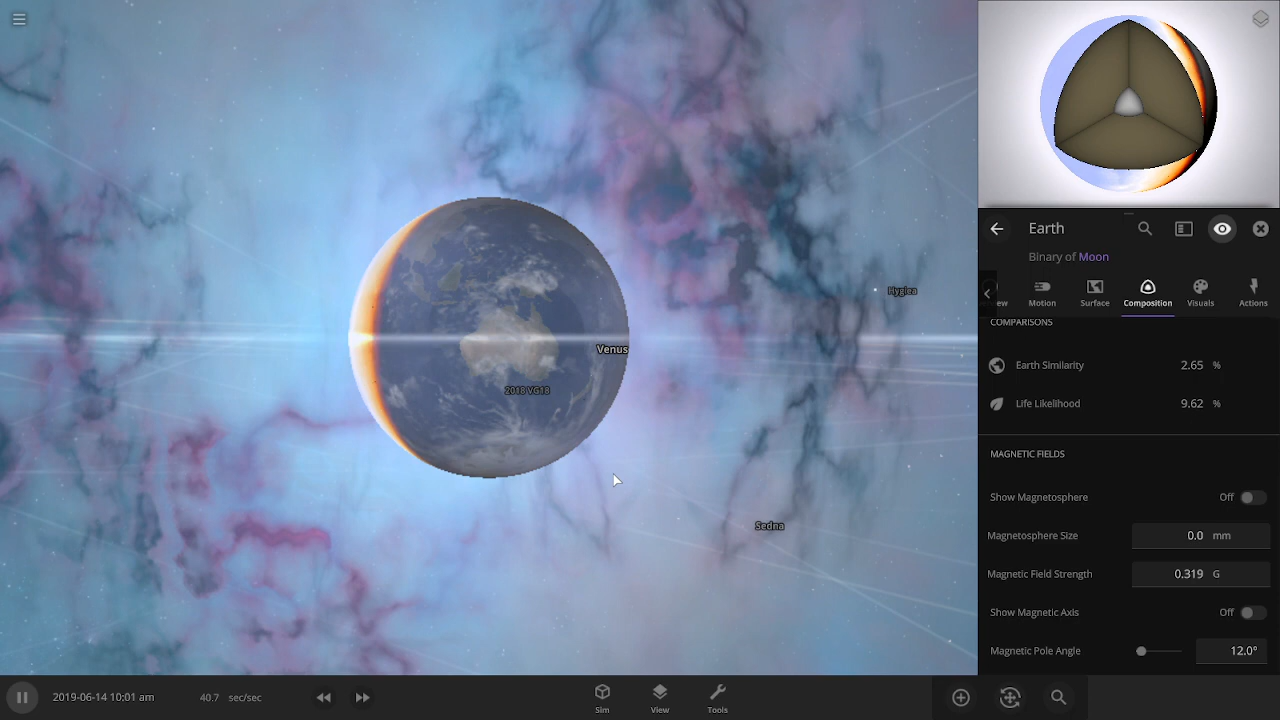 Earth
Binary of Moon
ew
Motion
Surface
Composition
Visuals
Actions
COMPARISONS
Earth Similarity 2.65 %
Life Likelihood 9.62 %
MAGNETIC FIELDS
Show Magnetosphere Off
Magnetosphere Size 0.0 mm
Magnetic Field Strength 0.319 G
Show Magnetic Axis Off
Magnetic Pole Angle 12.0°
Hygiea
Venus
2018 VG18
Sedna
2019-06-14 10:01 am 40.7 sec/sec
Sim
View
Tools